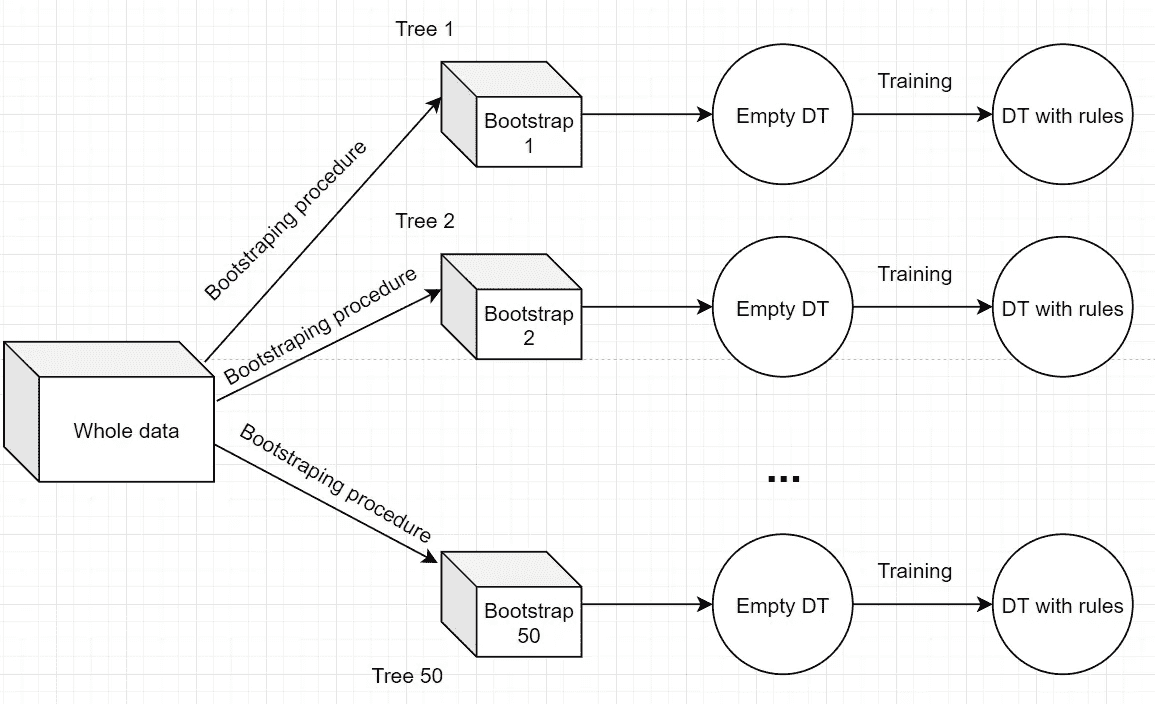 Tree 1
Bootstrap
1
Empty DT
Training
DT with rules
Bootstraping procedure
Tree 2
Bootstrap
2
Empty DT
Training
DT with rules
Bootstraping procedure
Whole data
Bootstraping procedure
...
Bootstrap
50
Empty DT
Training
DT with rules
Tree 50